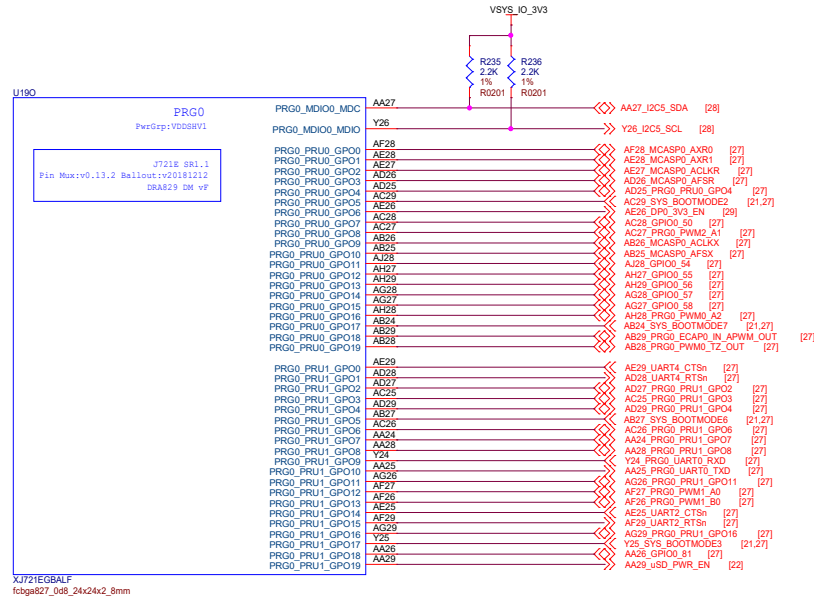 VSYS_IO_3V3
R235 R236
2.2K 2.2K
1% 1%
R0201 R0201
U19O
PRG0
PwrGrp:VDDSHV1
J721E SR1.1
Pin Mux:v0.13.2 Ballout:v20181212
DRA829 DM vF
PRG0_MDIO0_MDC AA27 AA27_I2C5_SDA [28]
PRG0_MDIO0_MDIO Y26 Y26_I2C5_SCL [28]
PRG0_PRU0_GPO0 AF28 AF28_MCASP0_AXR0 [27]
PRG0_PRU0_GPO1 AE28 AE28_MCASP0_AXR1 [27]
PRG0_PRU0_GPO2 AE27 AE27_MCASP0_ACLKR [27]
PRG0_PRU0_GPO3 AD26 AD26_MCASP0_AFSR [27]
PRG0_PRU0_GPO4 AD25 AD25_PRG0_PRU0_GPO4 [27]
PRG0_PRU0_GPO5 AC29 AC29_SYS_BOOTMODE2 [21,27]
PRG0_PRU0_GPO6 AE26 AE26_DP0_3V3_EN [29]
PRG0_PRU0_GPO7 AC28 AC28_GPIO0_50 [27]
PRG0_PRU0_GPO8 AC27 AC27_PRG0_PWM2_A1 [27]
PRG0_PRU0_GPO9 AB26 AB26_MCASP0_ACLKX [27]
PRG0_PRU0_GPO10 AB25 AB25_MCASP0_AFSX [27]
PRG0_PRU0_GPO11 AJ28 AJ28_GPIO0_54 [27]
PRG0_PRU0_GPO12 AH27 AH27_GPIO0_55 [27]
PRG0_PRU0_GPO13 AH29 AH29_GPIO0_56 [27]
PRG0_PRU0_GPO14 AG28 AG28_GPIO0_57 [27]
PRG0_PRU0_GPO15 AG27 AG27_GPIO0_58 [27]
PRG0_PRU0_GPO16 AH28 AH28_PRG0_PWM0_A2 [27]
PRG0_PRU0_GPO17 AB24 AB24_SYS_BOOTMODE7 [21,27]
PRG0_PRU0_GPO18 AB29 AB29_PRG0_ECAP0_IN_APWM_OUT [27]
PRG0_PRU0_GPO19 AB28 AB28_PRG0_PWM0_TZ_OUT [27]
PRG0_PRU1_GPO0 AE29 AE29_UART4_CTSn [27]
PRG0_PRU1_GPO1 AD28 AD28_UART4_RTSn [27]
PRG0_PRU1_GPO2 AD27 AD27_PRG0_PRU1_GPO2 [27]
PRG0_PRU1_GPO3 AC25 AC25_PRG0_PRU1_GPO3 [27]
PRG0_PRU1_GPO4 AD29 AD29_PRG0_PRU1_GPO4 [27]
PRG0_PRU1_GPO5 AB27 AB27_SYS_BOOTMODE6 [21,27]
PRG0_PRU1_GPO6 AC26 AC26_PRG0_PRU1_GPO6 [27]
PRG0_PRU1_GPO7 AA24 AA24_PRG0_PRU1_GPO7 [27]
PRG0_PRU1_GPO8 AA28 AA28_PRG0_PRU1_GPO8 [27]
PRG0_PRU1_GPO9 Y24 Y24_PRG0_UART0_RXD [27]
PRG0_PRU1_GPO10 AA25 AA25_PRG0_UART0_TXD [27]
PRG0_PRU1_GPO11 AG26 AG26_PRG0_PRU1_GPO11 [27]
PRG0_PRU1_GPO12 AF27 AF27_PRG0_PWM1_A0 [27]
PRG0_PRU1_GPO13 AF26 AF26_PRG0_PWM1_B0 [27]
PRG0_PRU1_GPO14 AE25 AE25_UART2_CTSn [27]
PRG0_PRU1_GPO15 AF29 AF29_UART2_RTSn [27]
PRG0_PRU1_GPO16 AG29 AG29_PRG0_PRU1_GPO16 [27]
PRG0_PRU1_GPO17 Y25 Y25_SYS_BOOTMODE3 [21,27]
PRG0_PRU1_GPO18 AA26 AA26_GPIO0_81 [27]
PRG0_PRU1_GPO19 AA29 AA29_uSD_PWR_EN [22]
XJ721EGBALF
fcbga827_0d8_24x24x2_8mm